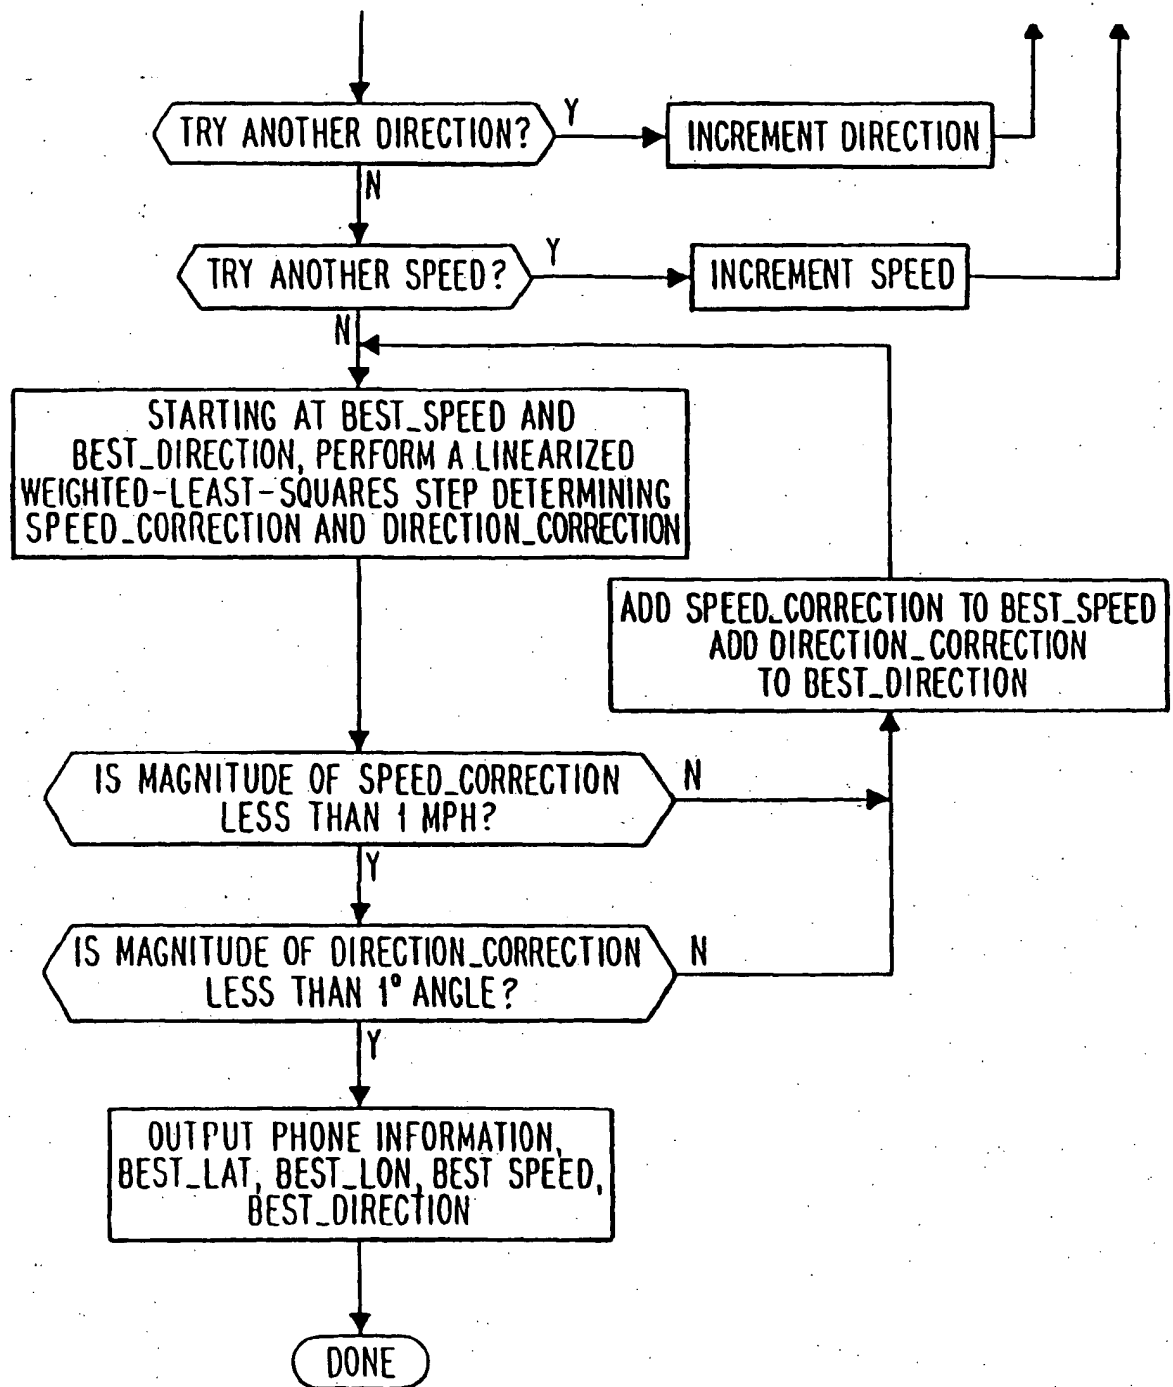 TRY ANOTHER DIRECTION?
Y
INCREMENT DIRECTION
N
TRY ANOTHER SPEED?
Y
INCREMENT SPEED
N
STARTING AT BEST_SPEED AND
BEST_DIRECTION, PERFORM A LINEARIZED
WEIGHTED-LEAST-SQUARES STEP DETERMINING
SPEED_CORRECTION AND DIRECTION_CORRECTION
ADD SPEED_CORRECTION TO BEST_SPEED
ADD DIRECTION_CORRECTION
TO BEST_DIRECTION
IS MAGNITUDE OF SPEED_CORRECTION
LESS THAN 1 MPH?
N
Y
IS MAGNITUDE OF DIRECTION_CORRECTION
LESS THAN 1° ANGLE?
N
Y
OUTPUT PHONE INFORMATION,
BEST_LAT, BEST_LON, BEST SPEED,
BEST_DIRECTION
DONE